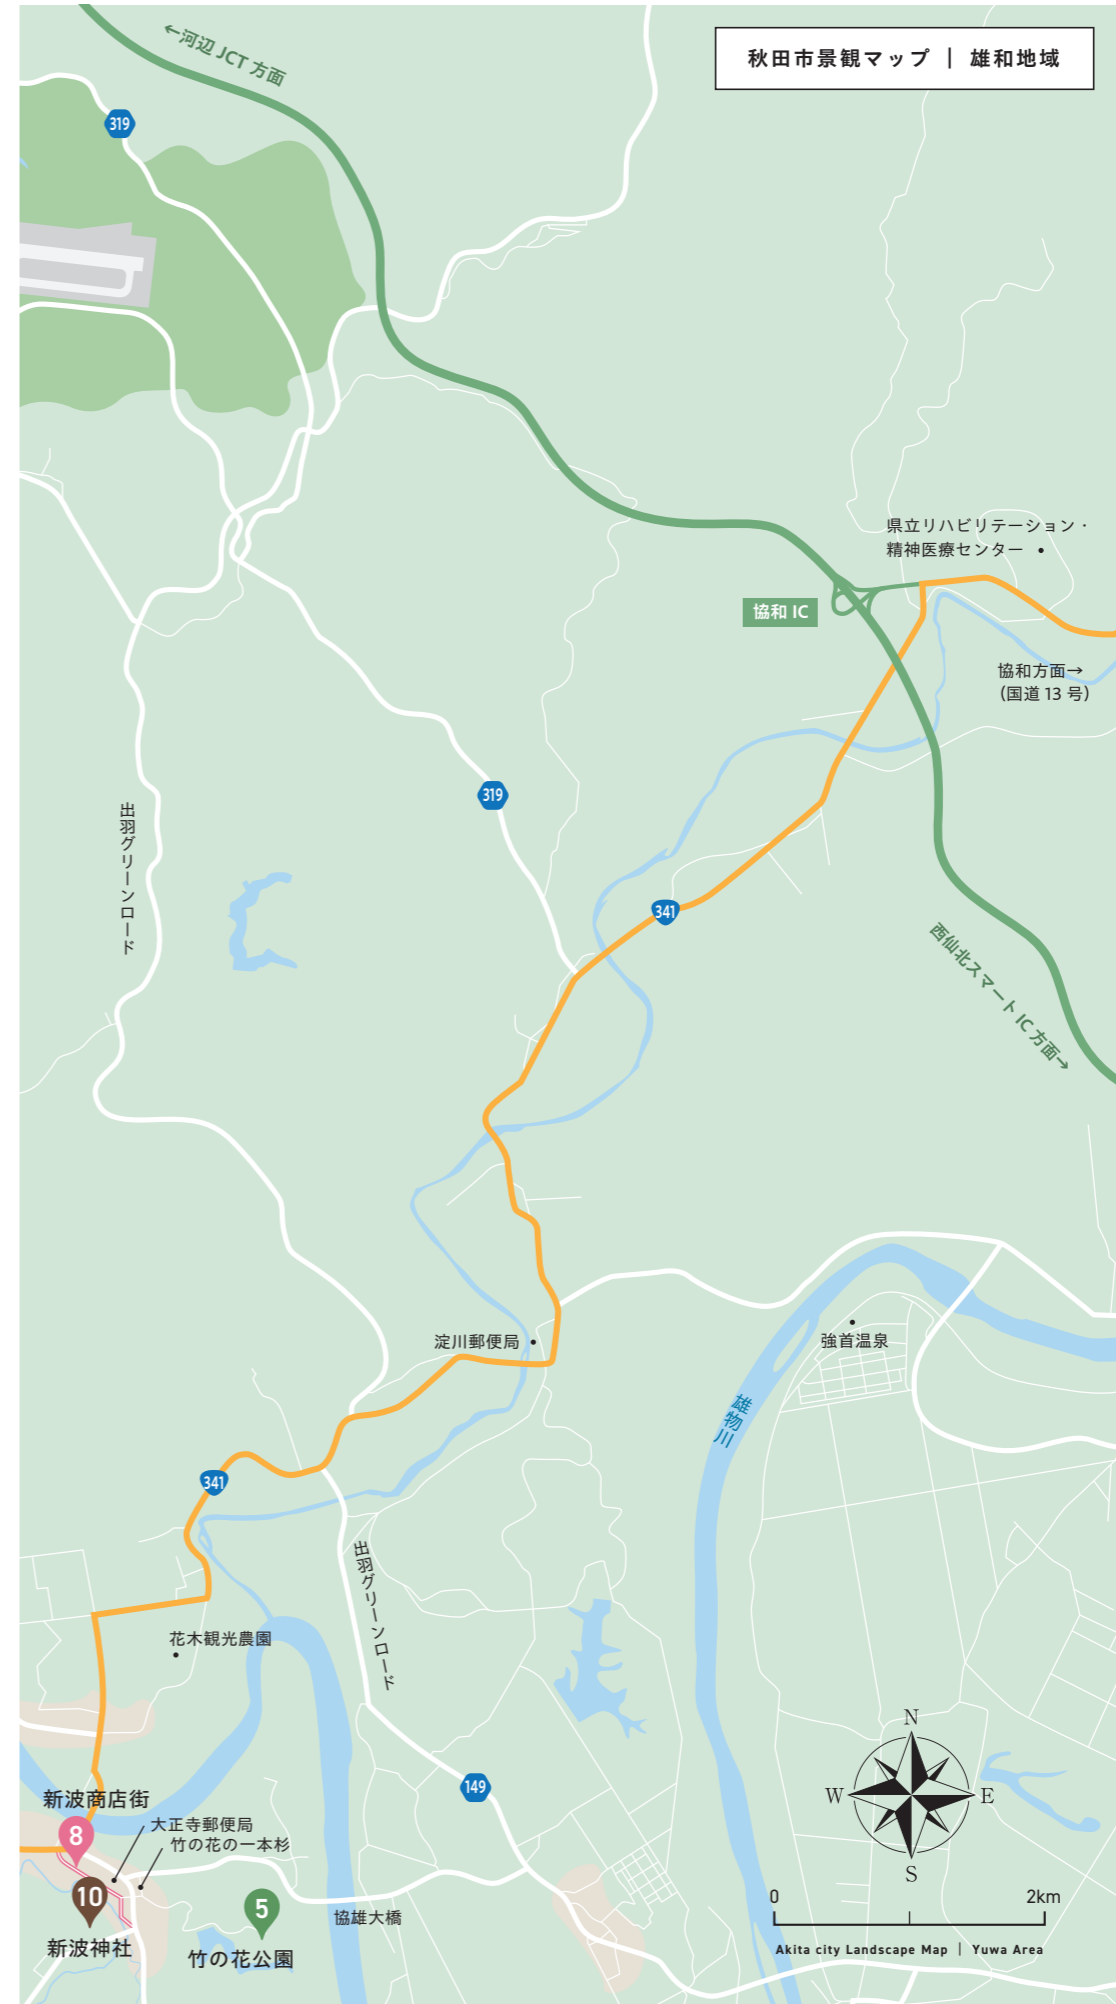 秋田市景観マップ | 雄和地域
←河辺 JCT 方面
319
県立リハビリテーション・
精神医療センター
協和 IC
協和方面→
(国道 13 号)
319
出羽グリーンロード
341
西仙北スマート IC 方面→
淀川郵便局
強首温泉
雄物川
341
出羽グリーンロード
花木観光農園
149
新波商店街
8
大正寺郵便局
竹の花の一本杉
10
新波神社
5
竹の花公園
協雄大橋
N
W
E
S
0 2km
Akita city Landscape Map | Yuwa Area